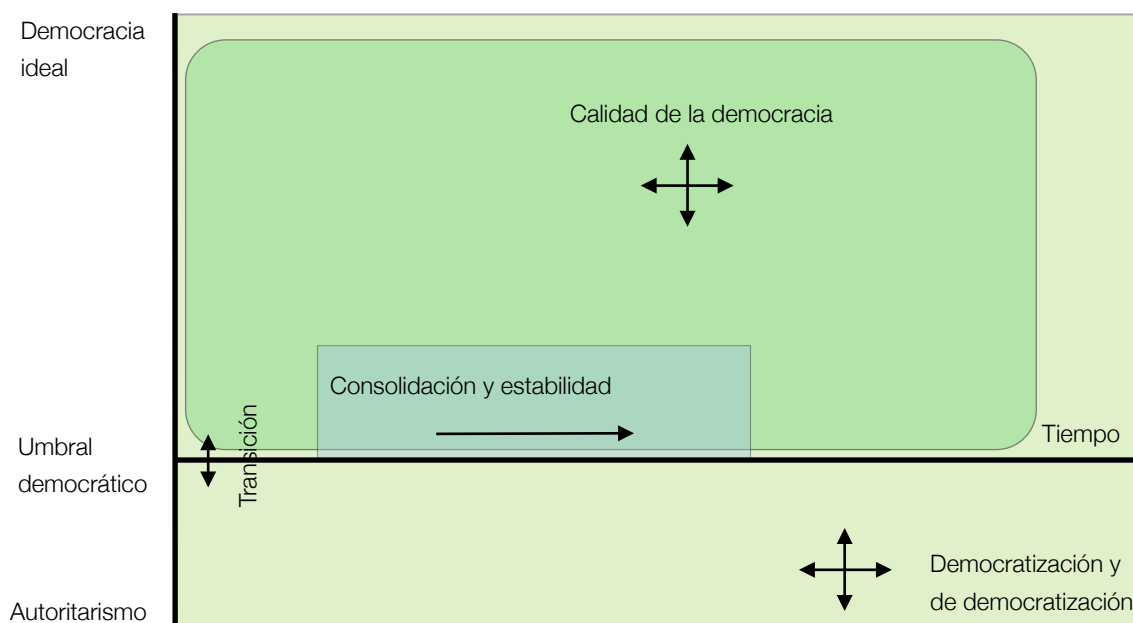 Democracia
ideal
Calidad de la democracia
Consolidación y estabilidad
Transición
Tiempo
Umbral
democrático
Democratización y
de democratización
Autoritarismo